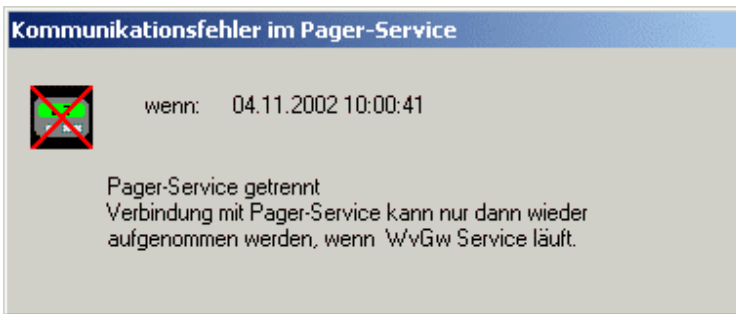 Kommunikationsfehler im Pager-Service
wenn: 04.11.2002 10:00:41
Pager-Service getrennt
Verbindung mit Pager-Service kann nur dann wieder
aufgenommen werden, wenn WvGw Service läuft.